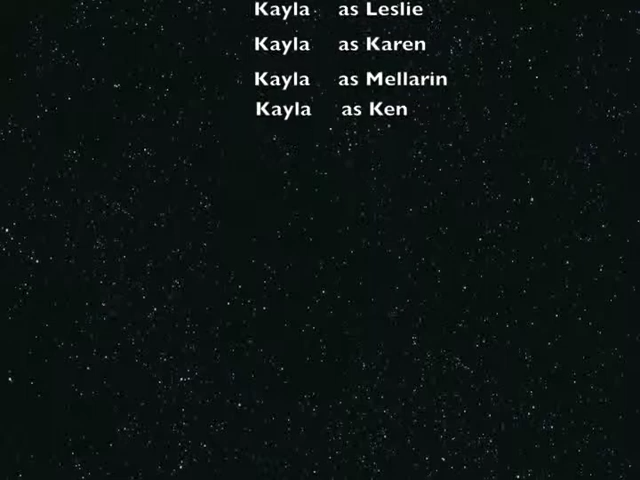 Kayla as Leslie
Kayla as Karen
Kayla as Mellarin
Kayla as Ken